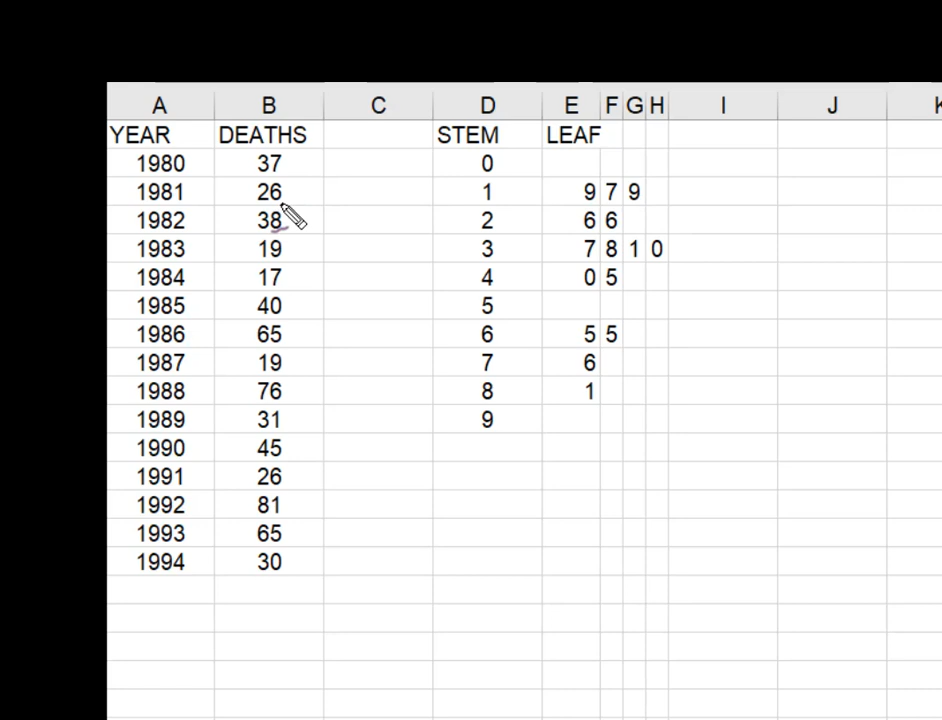 A B C D E F G H I J K
YEAR DEATHS STEM LEAF
1980 37 0
1981 26 1 9 7 9
1982 38 2 6 6
1983 19 3 7 8 1 0
1984 17 4 0 5
1985 40 5
1986 65 6 5 5
1987 19 7 6
1988 76 8 1
1989 31 9
1990 45
1991 26
1992 81
1993 65
1994 30